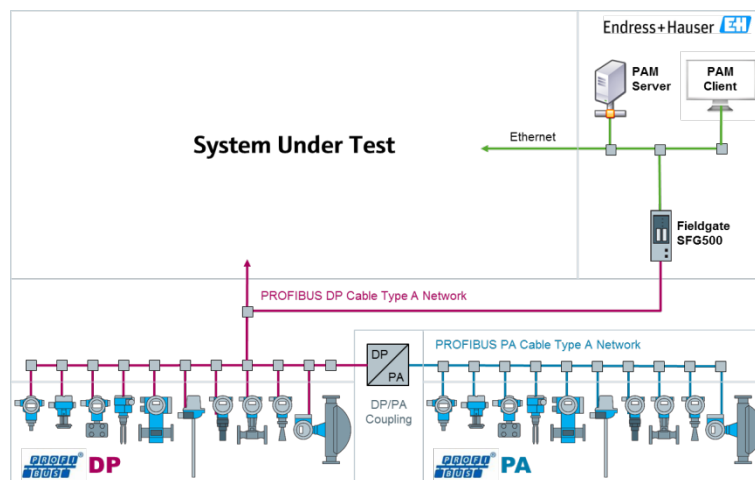 Endress+Hauser EH
PAM
Server
PAM
Client
System Under Test
Ethernet
Fieldgate
SFG500
PROFIBUS DP Cable Type A Network
DP
PA
PROFIBUS PA Cable Type A Network
DP/PA
Coupling
PROFI
BUS
® DP
PROFI
BUS
® PA